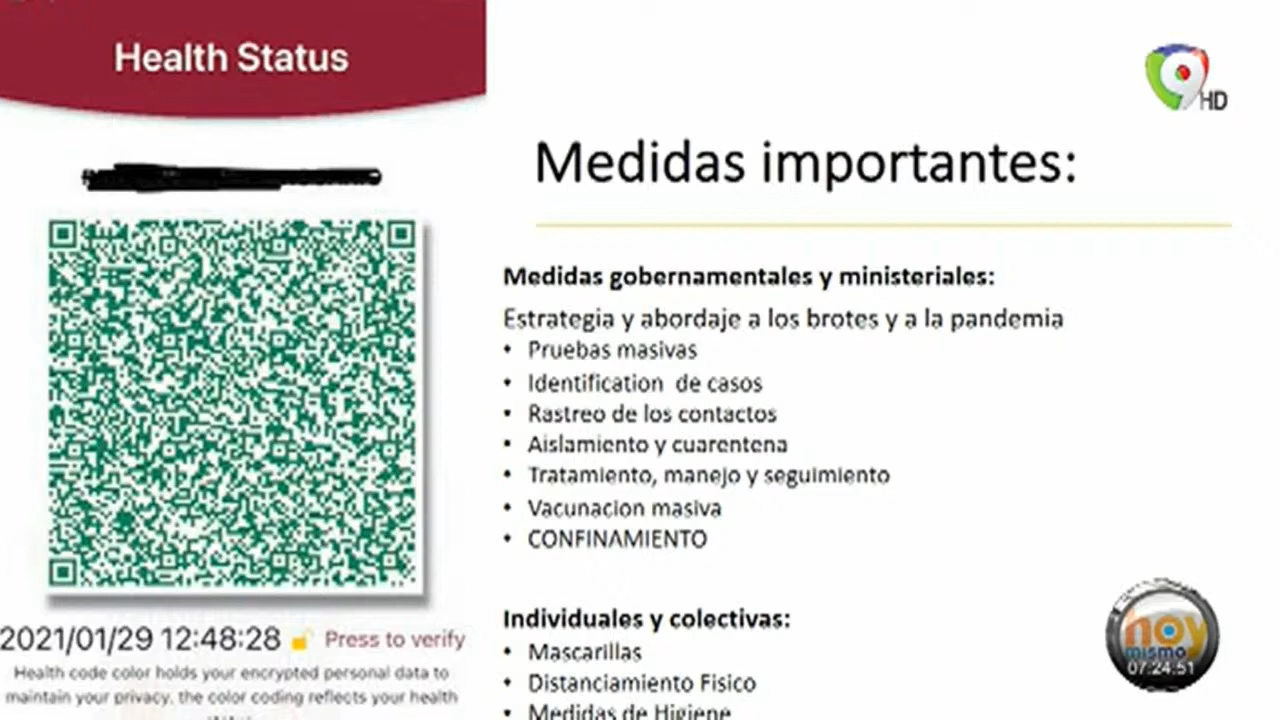 Health Status
2021/01/29 12:48:28 Press to verify
Health code color holds your encrypted personal data to
maintain your privacy, the color coding reflects your health
9 HD
Medidas importantes:
Medidas gobernamentales y ministeriales:
Estrategia y abordaje a los brotes y a la pandemia
• Pruebas masivas
• Identification de casos
• Rastreo de los contactos
• Aislamiento y cuarentena
• Tratamiento, manejo y seguimiento
• Vacunacion masiva
• CONFINAMIENTO
Individuales y colectivas:
• Mascarillas
• Distanciamiento Fisico
• Medidas de Higiene
hoy
mismo
07:24:51